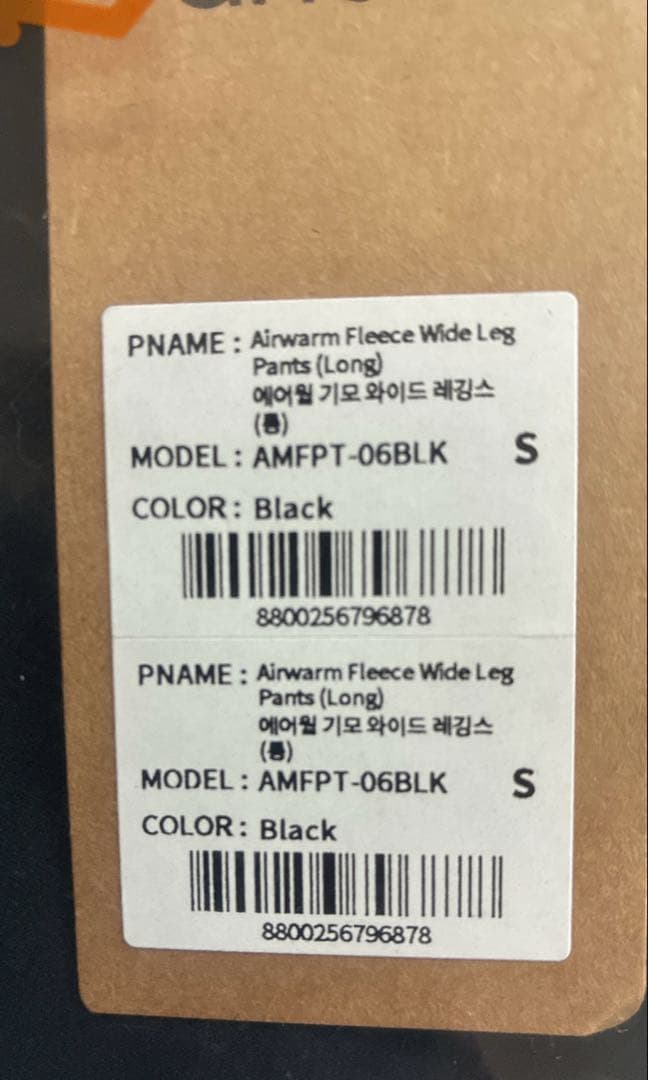 PNAME : Airwarm Fleece Wide Leg
Pants (Long)
에어웜 기모 와이드 레깅스
(롱)
MODEL : AMFPT-06BLK S
COLOR : Black
8800256796878
PNAME : Airwarm Fleece Wide Leg
Pants (Long)
에어웜 기모 와이드 레깅스
(롱)
MODEL : AMFPT-06BLK S
COLOR : Black
8800256796878